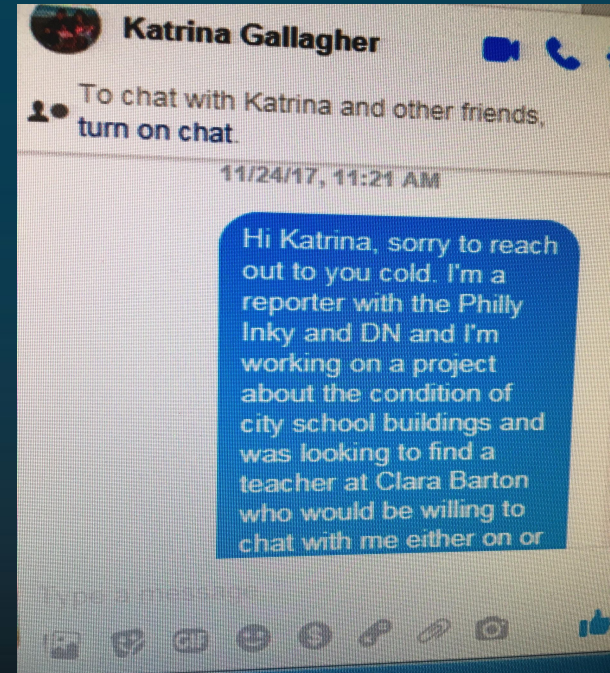 Katrina Gallagher
To chat with Katrina and other friends,
turn on chat.
11/24/17, 11:21 AM
Hi Katrina, sorry to reach
out to you cold. I'm a
reporter with the Philly
Inky and DN and I'm
working on a project
about the condition of
city school buildings and
was looking to find a
teacher at Clara Barton
who would be willing to
chat with me either on or
Type a message...
GIF
$